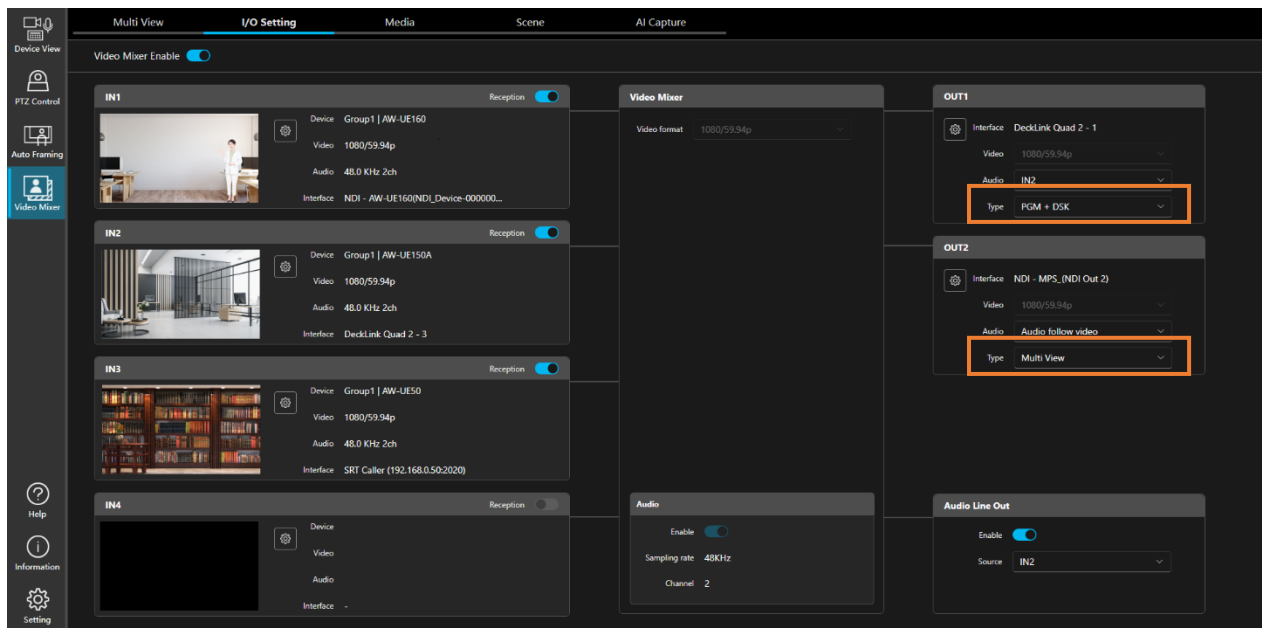 Multi View
I/O Setting
Media
Scene
AI Capture
Device View
PTZ Control
Auto Framing
Video Mixer
Help
Information
Setting
Video Mixer Enable
IN1
Reception
Device Group1 | AW-UE160
Video 1080/59.94p
Audio 48.0 KHz 2ch
Interface NDI - AW-UE160(NDI_Device-000000...
IN2
Reception
Device Group1 | AW-UE150A
Video 1080/59.94p
Audio 48.0 KHz 2ch
Interface DeckLink Quad 2 - 3
IN3
Reception
Device Group1 | AW-UE50
Video 1080/59.94p
Audio 48.0 KHz 2ch
Interface SRT Caller (192.168.0.50:2020)
IN4
Reception
Device
Video
Audio
Interface -
Video Mixer
Video format 1080/59.94p
Audio
Enable
Sampling rate 48KHz
Channel 2
OUT1
Interface DeckLink Quad 2 - 1
Video 1080/59.94p
Audio IN2
Type PGM + DSK
OUT2
Interface NDI - MPS_(NDI Out 2)
Video 1080/59.94p
Audio Audio follow video
Type Multi View
Audio Line Out
Enable
Source IN2